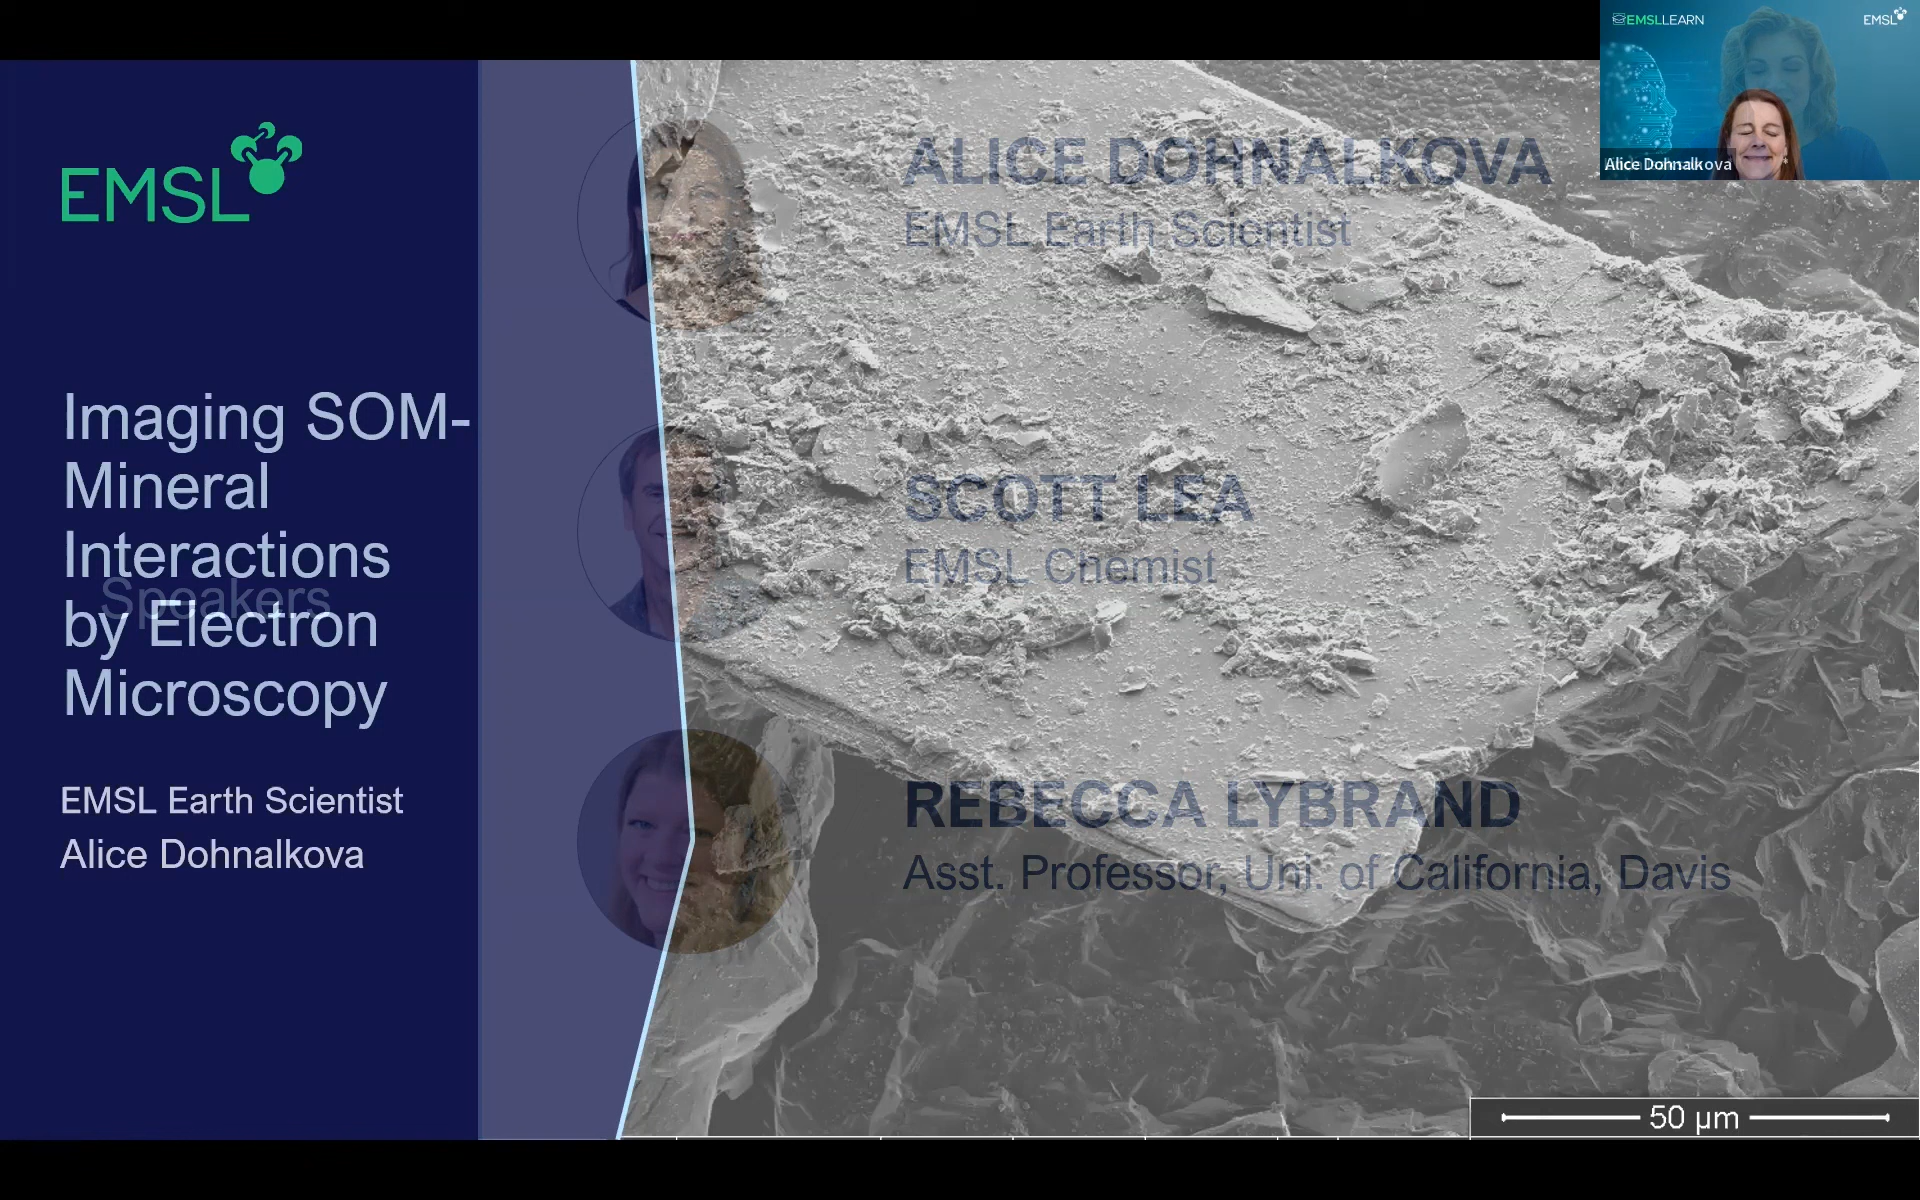 EMSL
Imaging SOM-
Mineral
Interactions
by Electron
Microscopy
EMSL Earth Scientist
Alice Dohnalkova
Speakers
ALICE DOHNALKOVA
EMSL Earth Scientist
SCOTT LEA
EMSL Chemist
REBECCA LYBRAND
Asst. Professor, Uni. of California, Davis
50 µm
EMSLLEARN
EMSL
Alice Dohnalkova